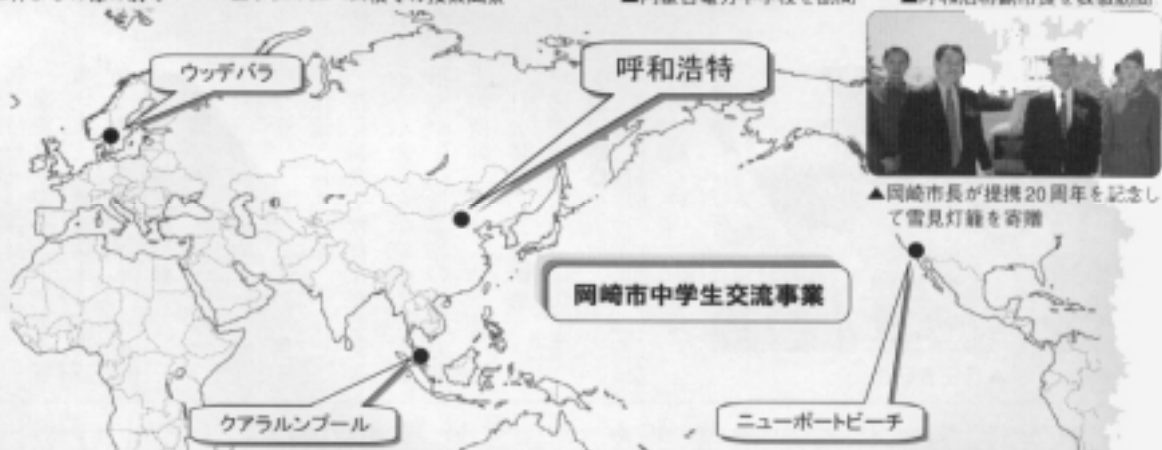 ウッデバラ
呼和浩特
▲岡崎市長が提携20周年を記念し
て雪見灯籠を寄贈
岡崎市中学生交流事業
クアラルンプール
ニューポートビーチ